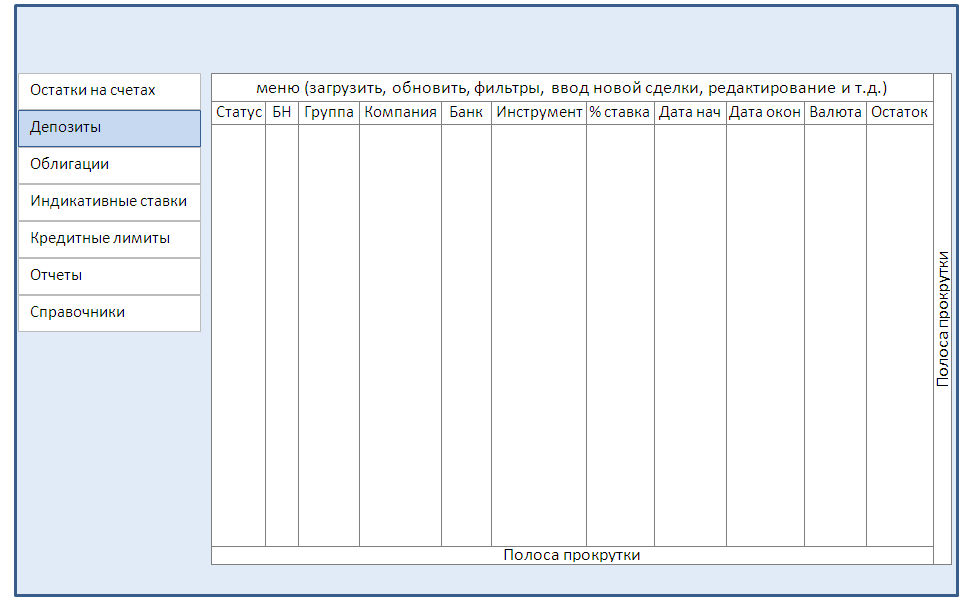 Остатки на счетах
Депозиты
Облигации
Индикативные ставки
Кредитные лимиты
Отчеты
Справочники
меню (загрузить, обновить, фильтры, ввод новой сделки, редактирование и т.д.)
Статус БН Группа Компания Банк Инструмент % ставка Дата нач Дата окон Валюта Остаток
Полоса прокрутки
Полоса прокрутки